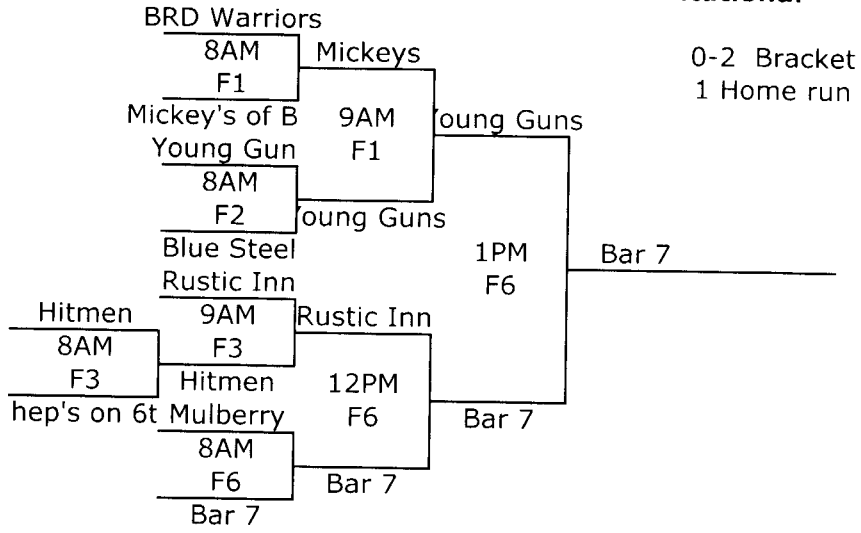 BRD Warriors
8AM
F1
Mickey's of B
Mickeys
9AM
F1
Young Gun
8AM
F2
Blue Steel
oung Guns
oung Guns
1PM
F6
Bar 7
0-2 Bracket
1 Home run
Rustic Inn
9AM
F3
Hitmen
Hitmen
8AM
F3
hep's on 6t
Rustic Inn
12PM
F6
Bar 7
Mulberry
8AM
F6
Bar 7
Bar 7